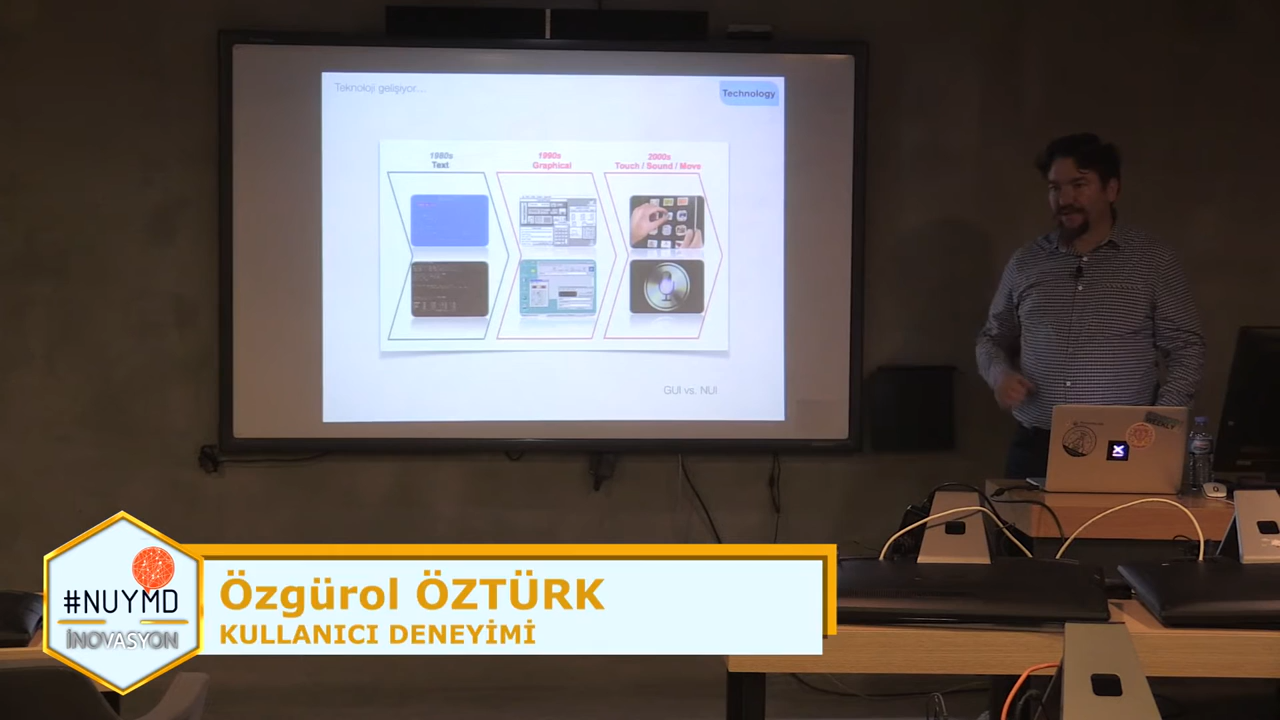 Teknoloji gelişiyor...
Technology
1980s
Text
1990s
Graphical
2000s
Touch / Sound / Move
GUI vs. NUI
WEEKLY
#NUYMD
İNOVASYON
Özgürol ÖZTÜRK
KULLANICI DENEYİMİ